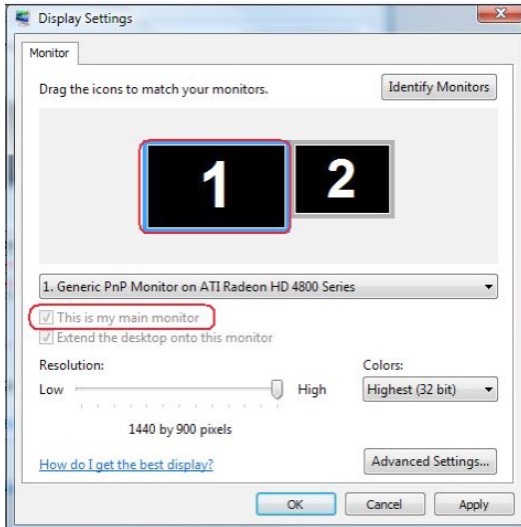 Display Settings
Monitor
Drag the icons to match your monitors.
Identify Monitors
1
2
1. Generic PnP Monitor on ATI Radeon HD 4800 Series
This is my main monitor
Extend the desktop onto this monitor
Resolution:
Colors:
Low
High
Highest (32 bit)
1440 by 900 pixels
How do I get the best display?
Advanced Settings...
OK
Cancel
Apply